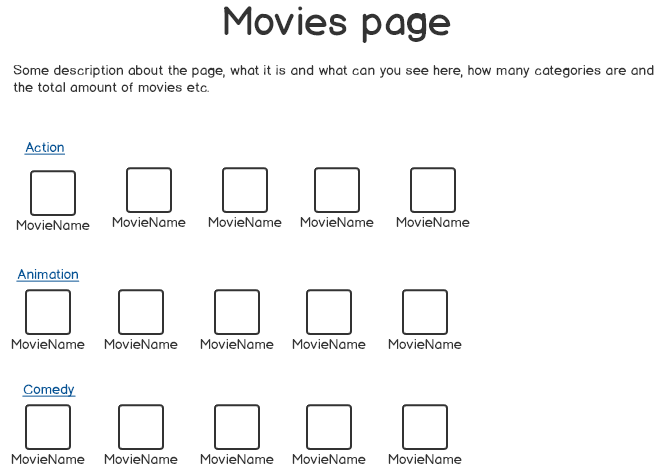 Movies page
Some description about the page, what it is and what can you see here, how many categories are and
the total amount of movies etc.
Action
MovieName MovieName MovieName MovieName MovieName
Animation
MovieName MovieName MovieName MovieName MovieName
Comedy
MovieName MovieName MovieName MovieName MovieName